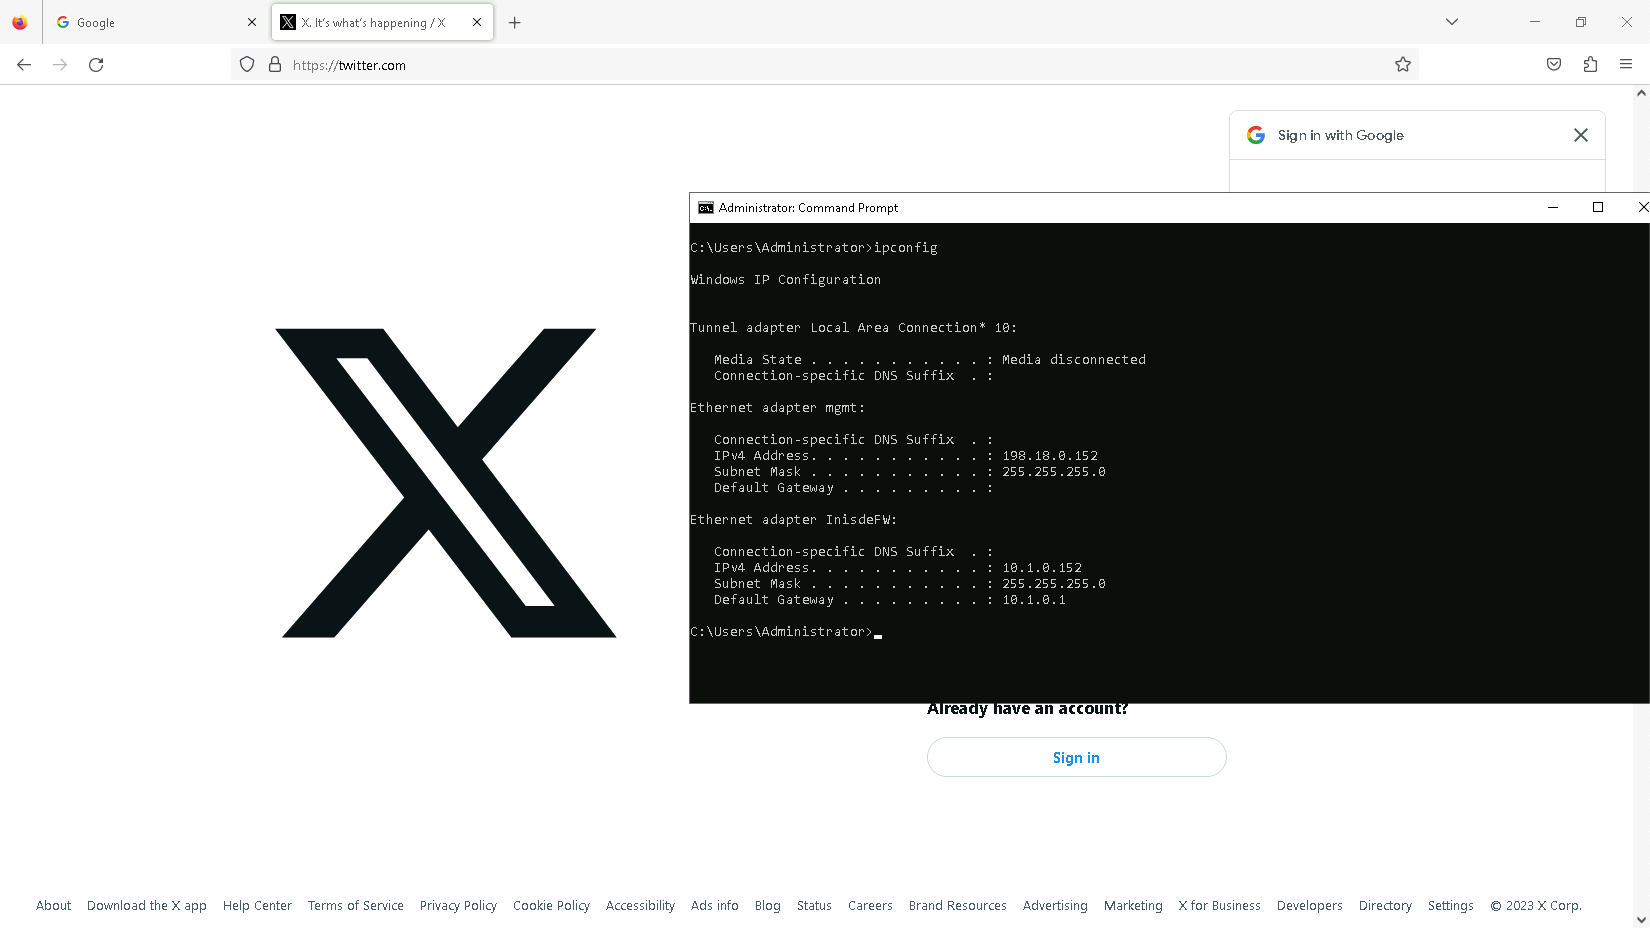 Google
X. It's what's happening / X
https://twitter.com
Sign in with Google
Administrator: Command Prompt
C:\Users\Administrator>ipconfig
Windows IP Configuration
Tunnel adapter Local Area Connection* 10:
Media State . . . . . . . . . . . : Media disconnected
Connection-specific DNS Suffix  . :
Ethernet adapter mgmt:
Connection-specific DNS Suffix  . :
IPv4 Address. . . . . . . . . . . : 198.18.0.152
Subnet Mask . . . . . . . . . . . : 255.255.255.0
Default Gateway . . . . . . . . . :
Ethernet adapter InisdeFW:
Connection-specific DNS Suffix  . :
IPv4 Address. . . . . . . . . . . : 10.1.0.152
Subnet Mask . . . . . . . . . . . : 255.255.255.0
Default Gateway . . . . . . . . . : 10.1.0.1
C:\Users\Administrator>
Already have an account?
Sign in
About Download the X app Help Center Terms of Service Privacy Policy Cookie Policy Accessibility Ads info Blog Status Careers Brand Resources Advertising Marketing X for Business Developers Directory Settings © 2023 X Corp.